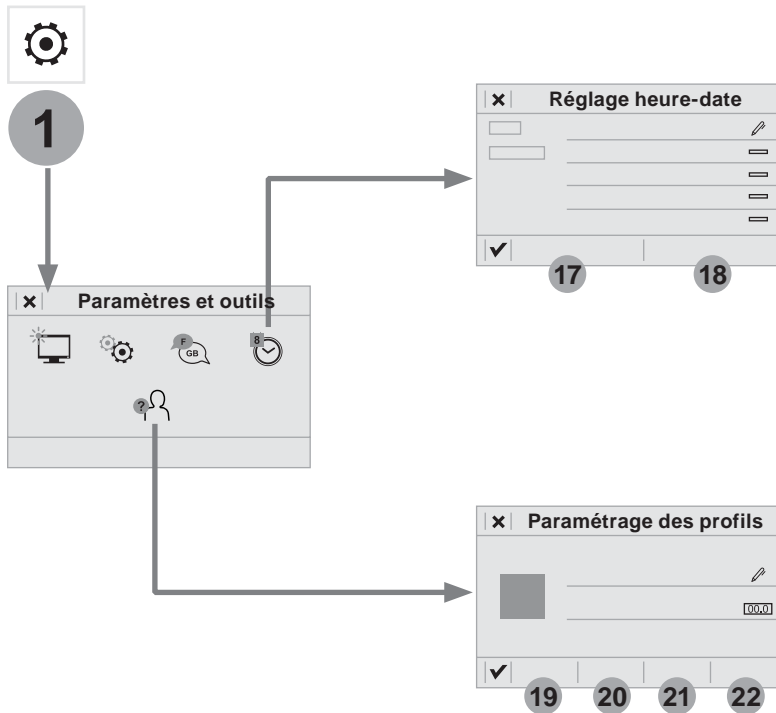 1
Réglage heure-date
17
18
Paramètres et outils
F
GB
8
?
Paramétrage des profils
00.0
19
20
21
22